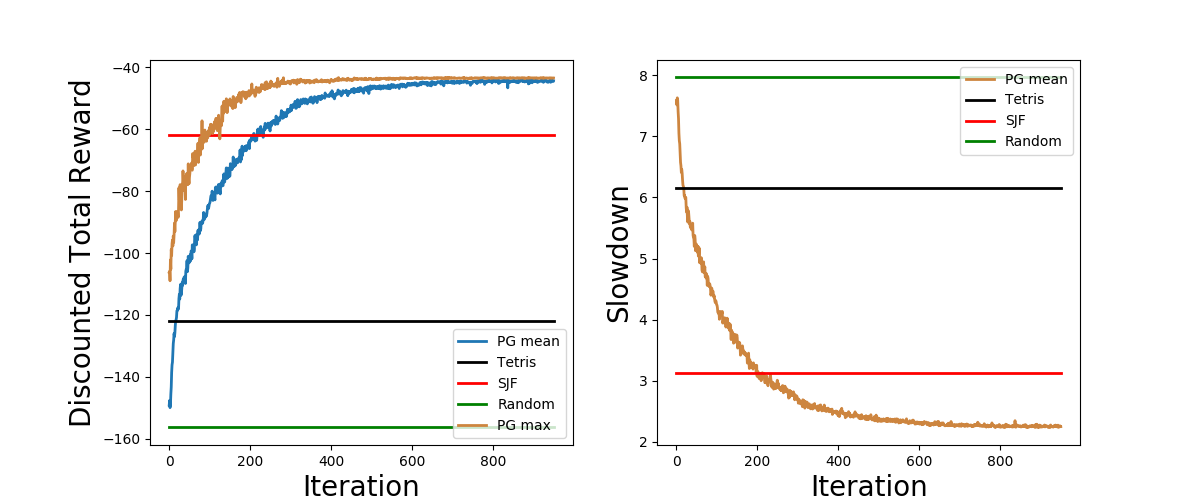 Discounted Total Reward
−40
−60
−80
−100
−120
−140
−160
0 200 400 600 800
Iteration
PG mean
Tetris
SJF
Random
PG max
Slowdown
8
7
6
5
4
3
2
0 200 400 600 800
Iteration
PG mean
Tetris
SJF
Random